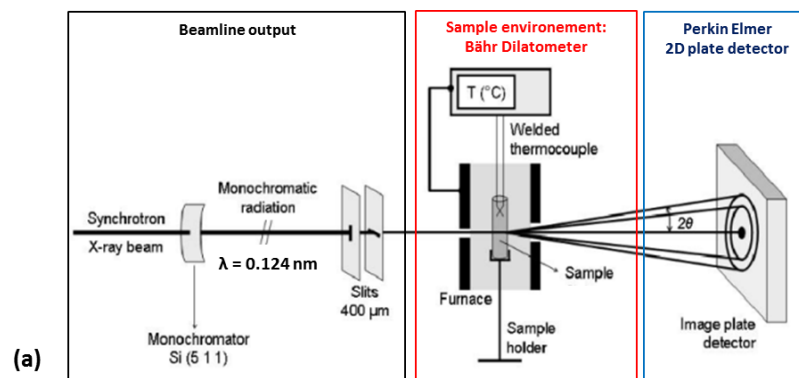 Beamline output
Sample environement:
Bähr Dilatometer
Perkin Elmer
2D plate detector
T (°C)
Welded
thermocouple
Monochromatic
radiation
Synchrotron
X-ray beam
λ = 0.124 nm
2θ
Slits
400 µm
Sample
Furnace
Monochromator
Si (5 1 1)
Sample
holder
Image plate
detector
(a)